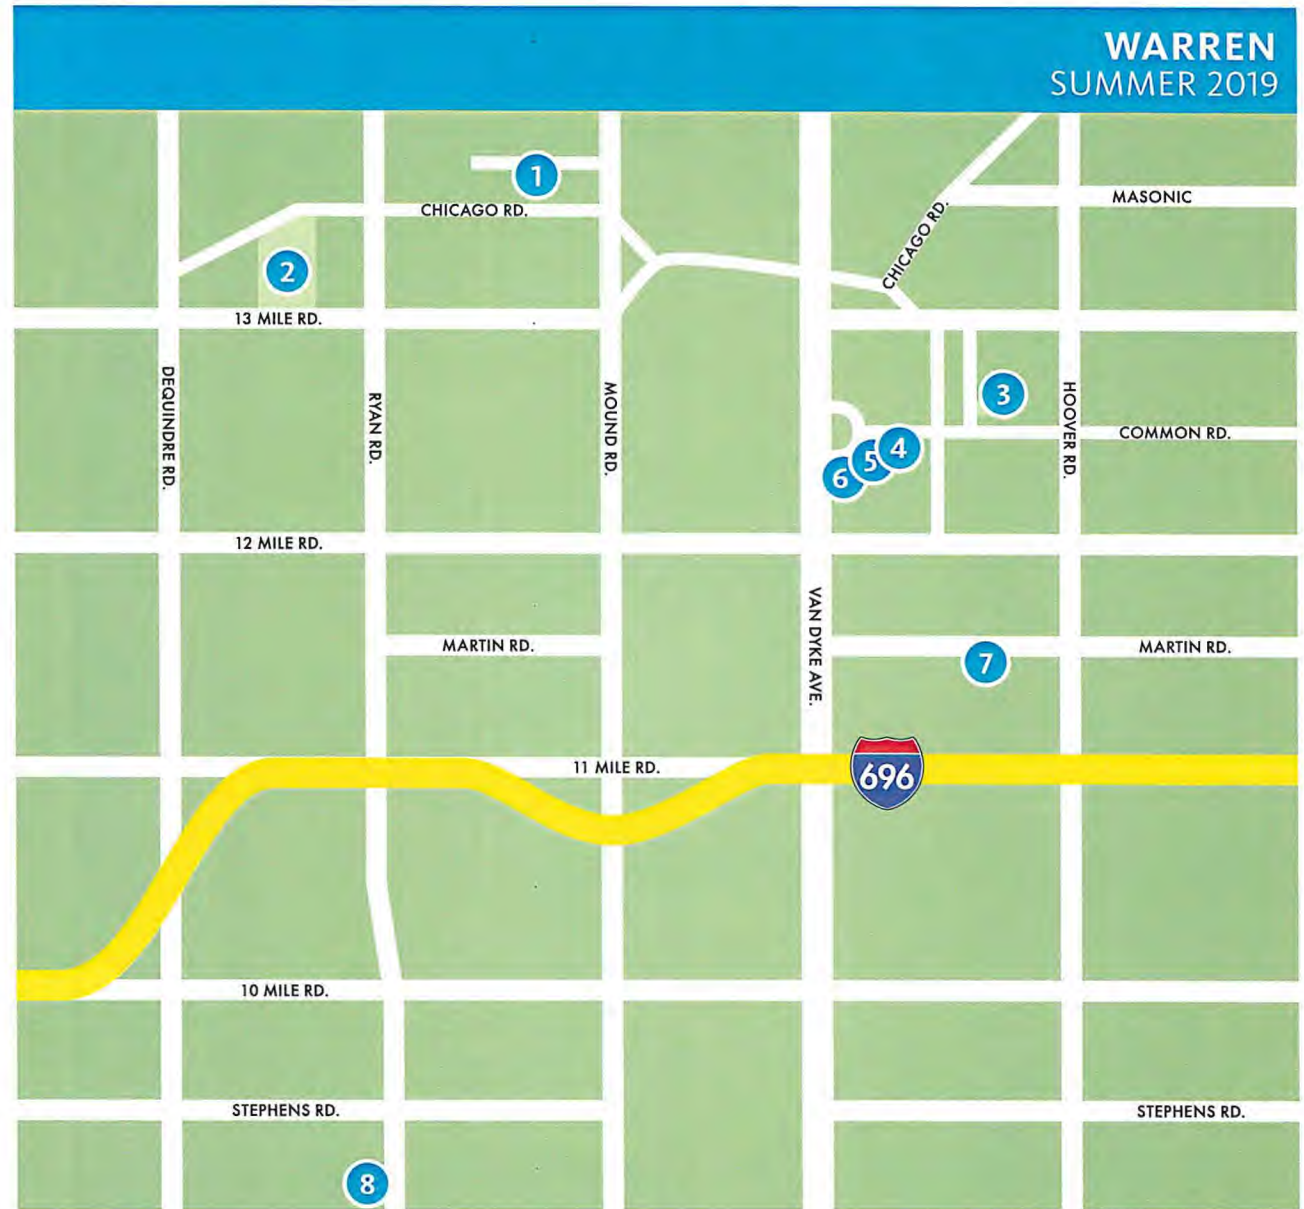 WARREN
SUMMER 2019
1
MASONIC
CHICAGO RD.
CHICAGO RD.
2
13 MILE RD.
DEQUINDRE RD.
RYAN RD.
MOUND RD.
3
HOOVER RD.
COMMON RD.
4
5
6
12 MILE RD.
VAN DYKE AVE.
MARTIN RD.
7
MARTIN RD.
11 MILE RD.
696
10 MILE RD.
STEPHENS RD.
STEPHENS RD.
8